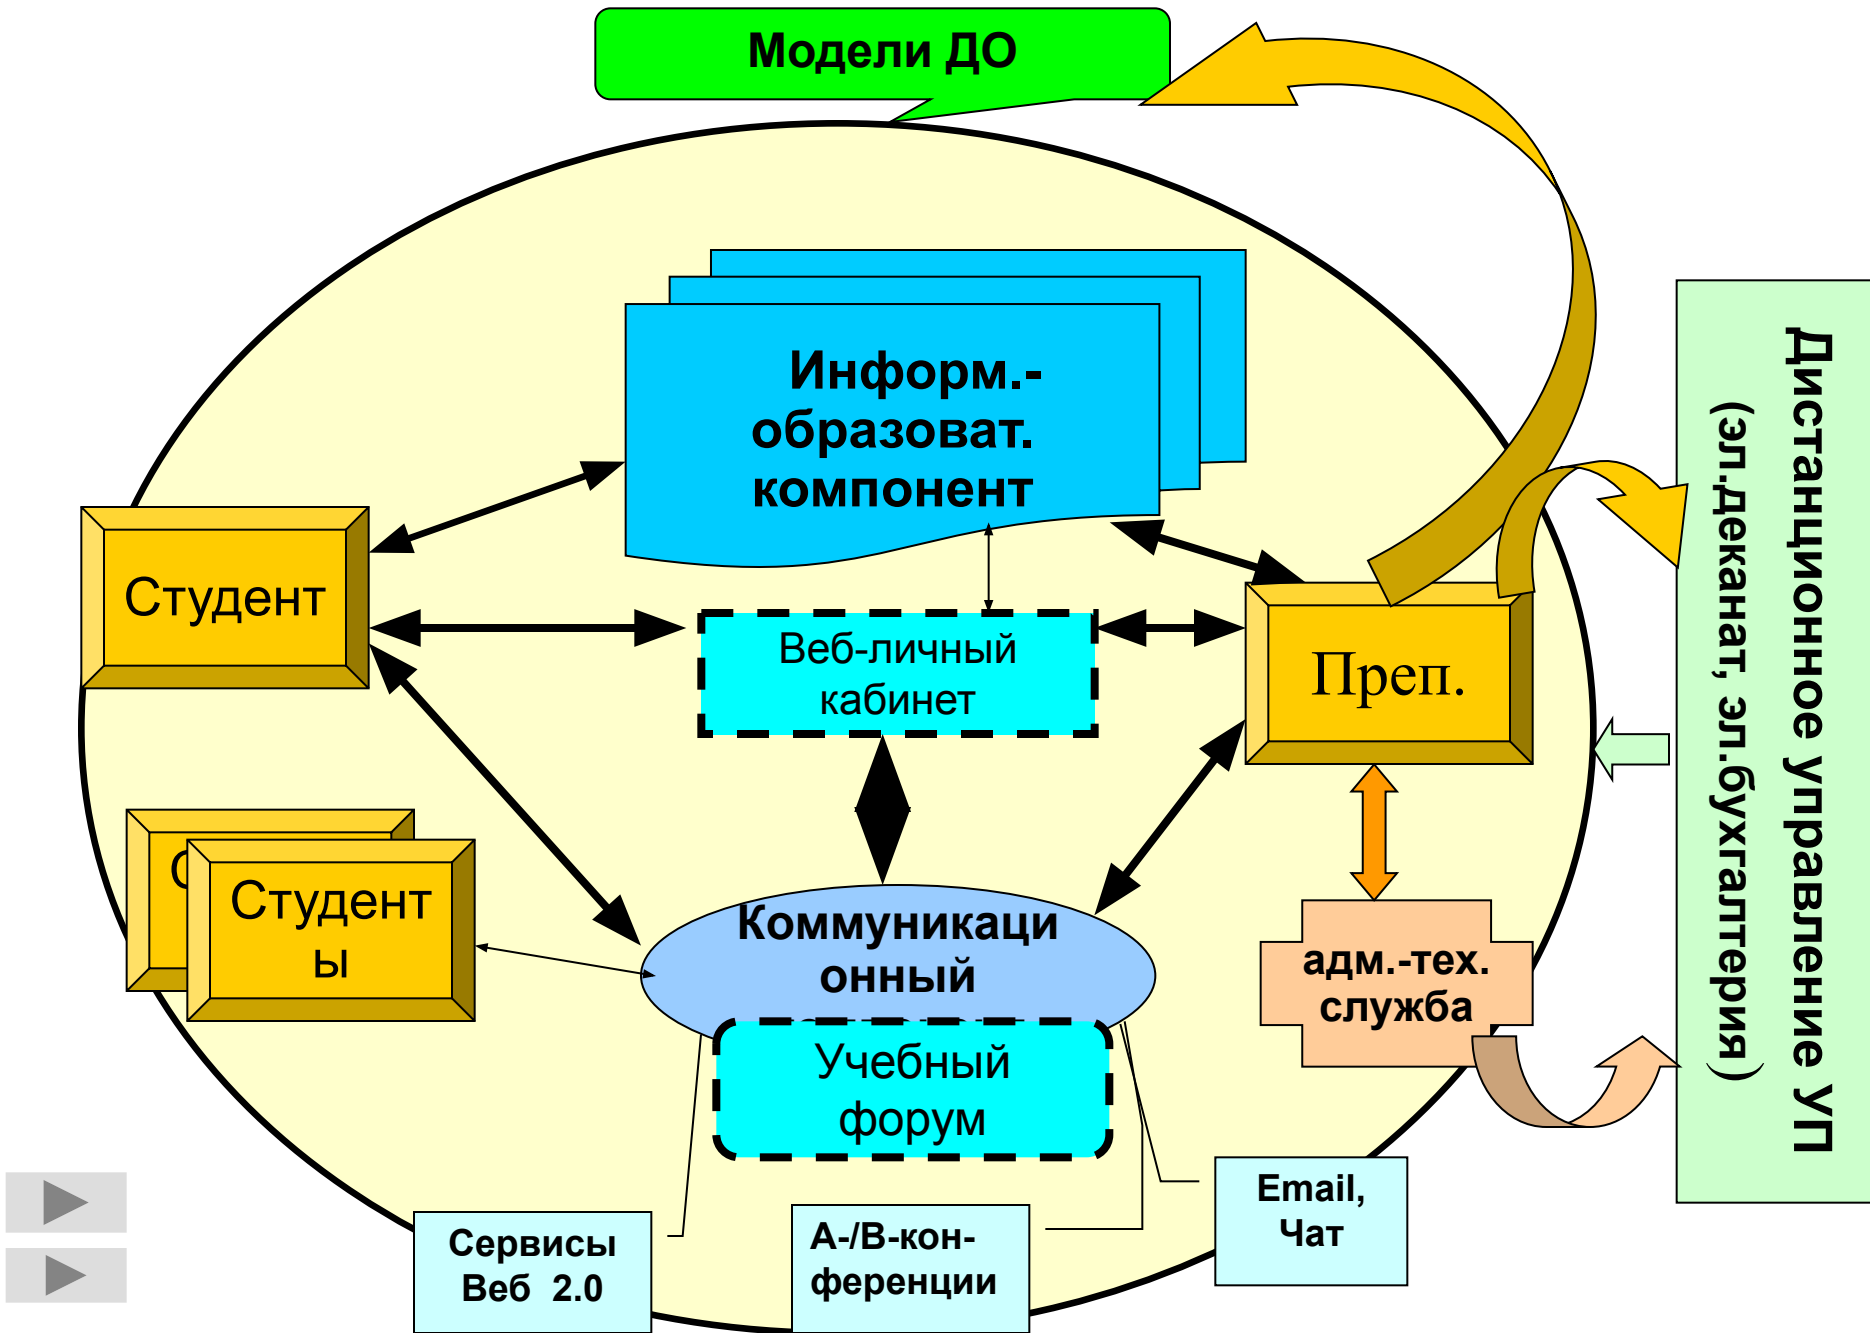 Модели ДО
Информ.-
образоват.
компонент
Студент
Веб-личный
кабинет
Преп.
Студент
ы
Коммуникаци
онный
Учебный
форум
адм.-тех.
служба
Дистанционное управление УП
(эл.деканат, эл.бухгалтерия)
Сервисы
Веб 2.0
А-/В-кон-
ференции
Email,
Чат